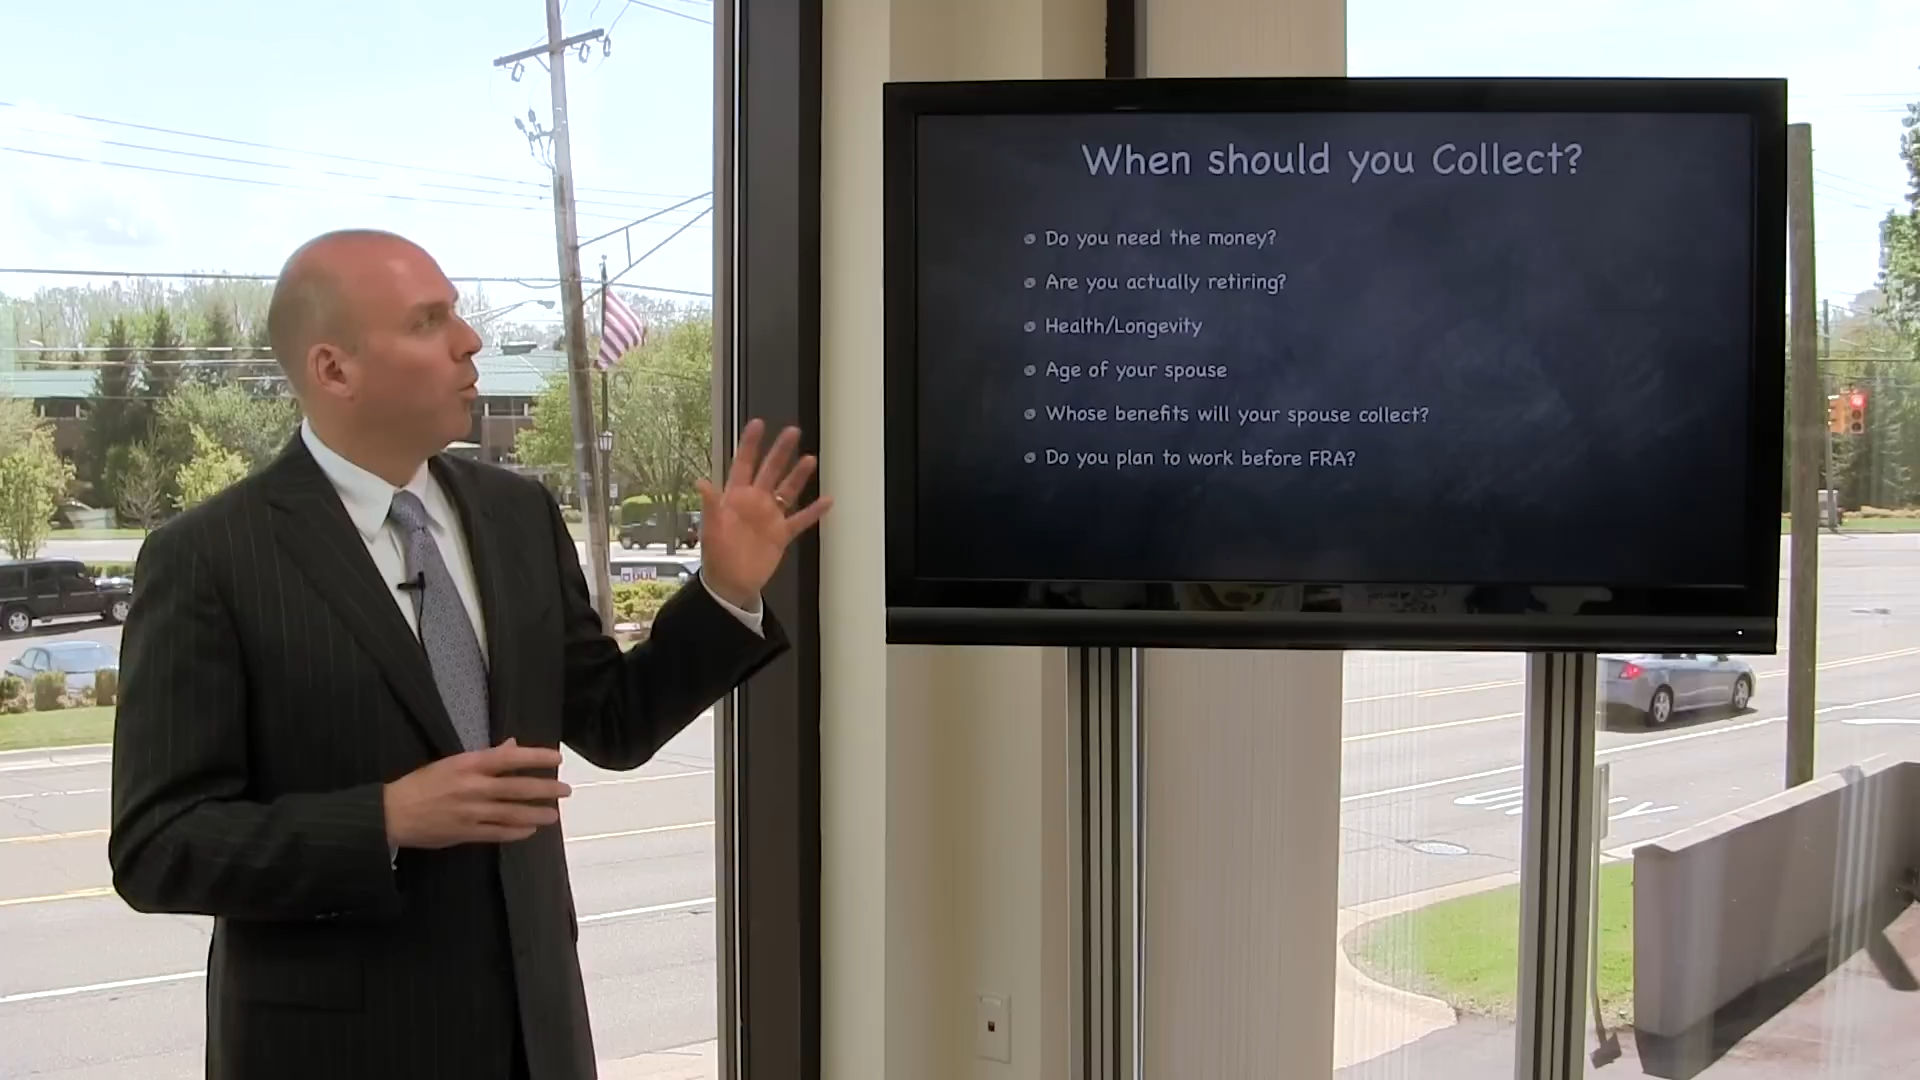 When should you Collect?
Do you need the money?
Are you actually retiring?
Health/Longevity
Age of your spouse
Whose benefits will your spouse collect?
Do you plan to work before FRA?